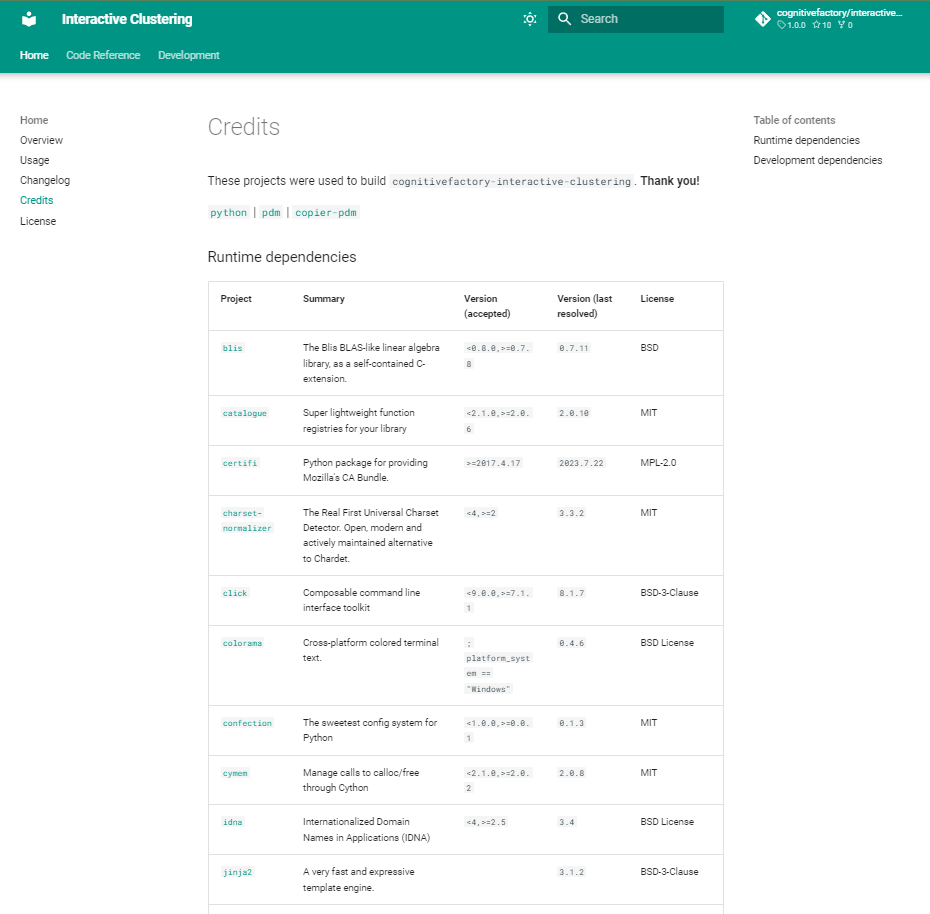 Interactive Clustering
Search
cognitivefactory/interactive...
1.0.0 10 0
Home Code Reference Development
Home
Overview
Usage
Changelog
Credits
License
Credits
These projects were used to build cognitivefactory-interactive-clustering. Thank you!
python | pdm | copier-pdm
Runtime dependencies
Table of contents
Runtime dependencies
Development dependencies
Project Summary Version (accepted) Version (last resolved) License
blis The Blis BLAS-like linear algebra library, as a self-contained C-extension. <0.8.0,>=0.7.8 0.7.11 BSD
catalogue Super lightweight function registries for your library <2.1.0,>=2.0.6 2.0.10 MIT
certifi Python package for providing Mozilla's CA Bundle. >=2017.4.17 2023.7.22 MPL-2.0
charset-normalizer The Real First Universal Charset Detector. Open, modern and actively maintained alternative to Chardet. <4,>=2 3.3.2 MIT
click Composable command line interface toolkit <9.0.0,>=7.1.1 8.1.7 BSD-3-Clause
colorama Cross-platform colored terminal text. ; platform_system == "Windows" 0.4.6 BSD License
confection The sweetest config system for Python <1.0.0,>=0.0.1 0.1.3 MIT
cymem Manage calls to calloc/free through Cython <2.1.0,>=2.0.2 2.0.8 MIT
idna Internationalized Domain Names in Applications (IDNA) <4,>=2.5 3.4 BSD License
jinja2 A very fast and expressive template engine. 3.1.2 BSD-3-Clause